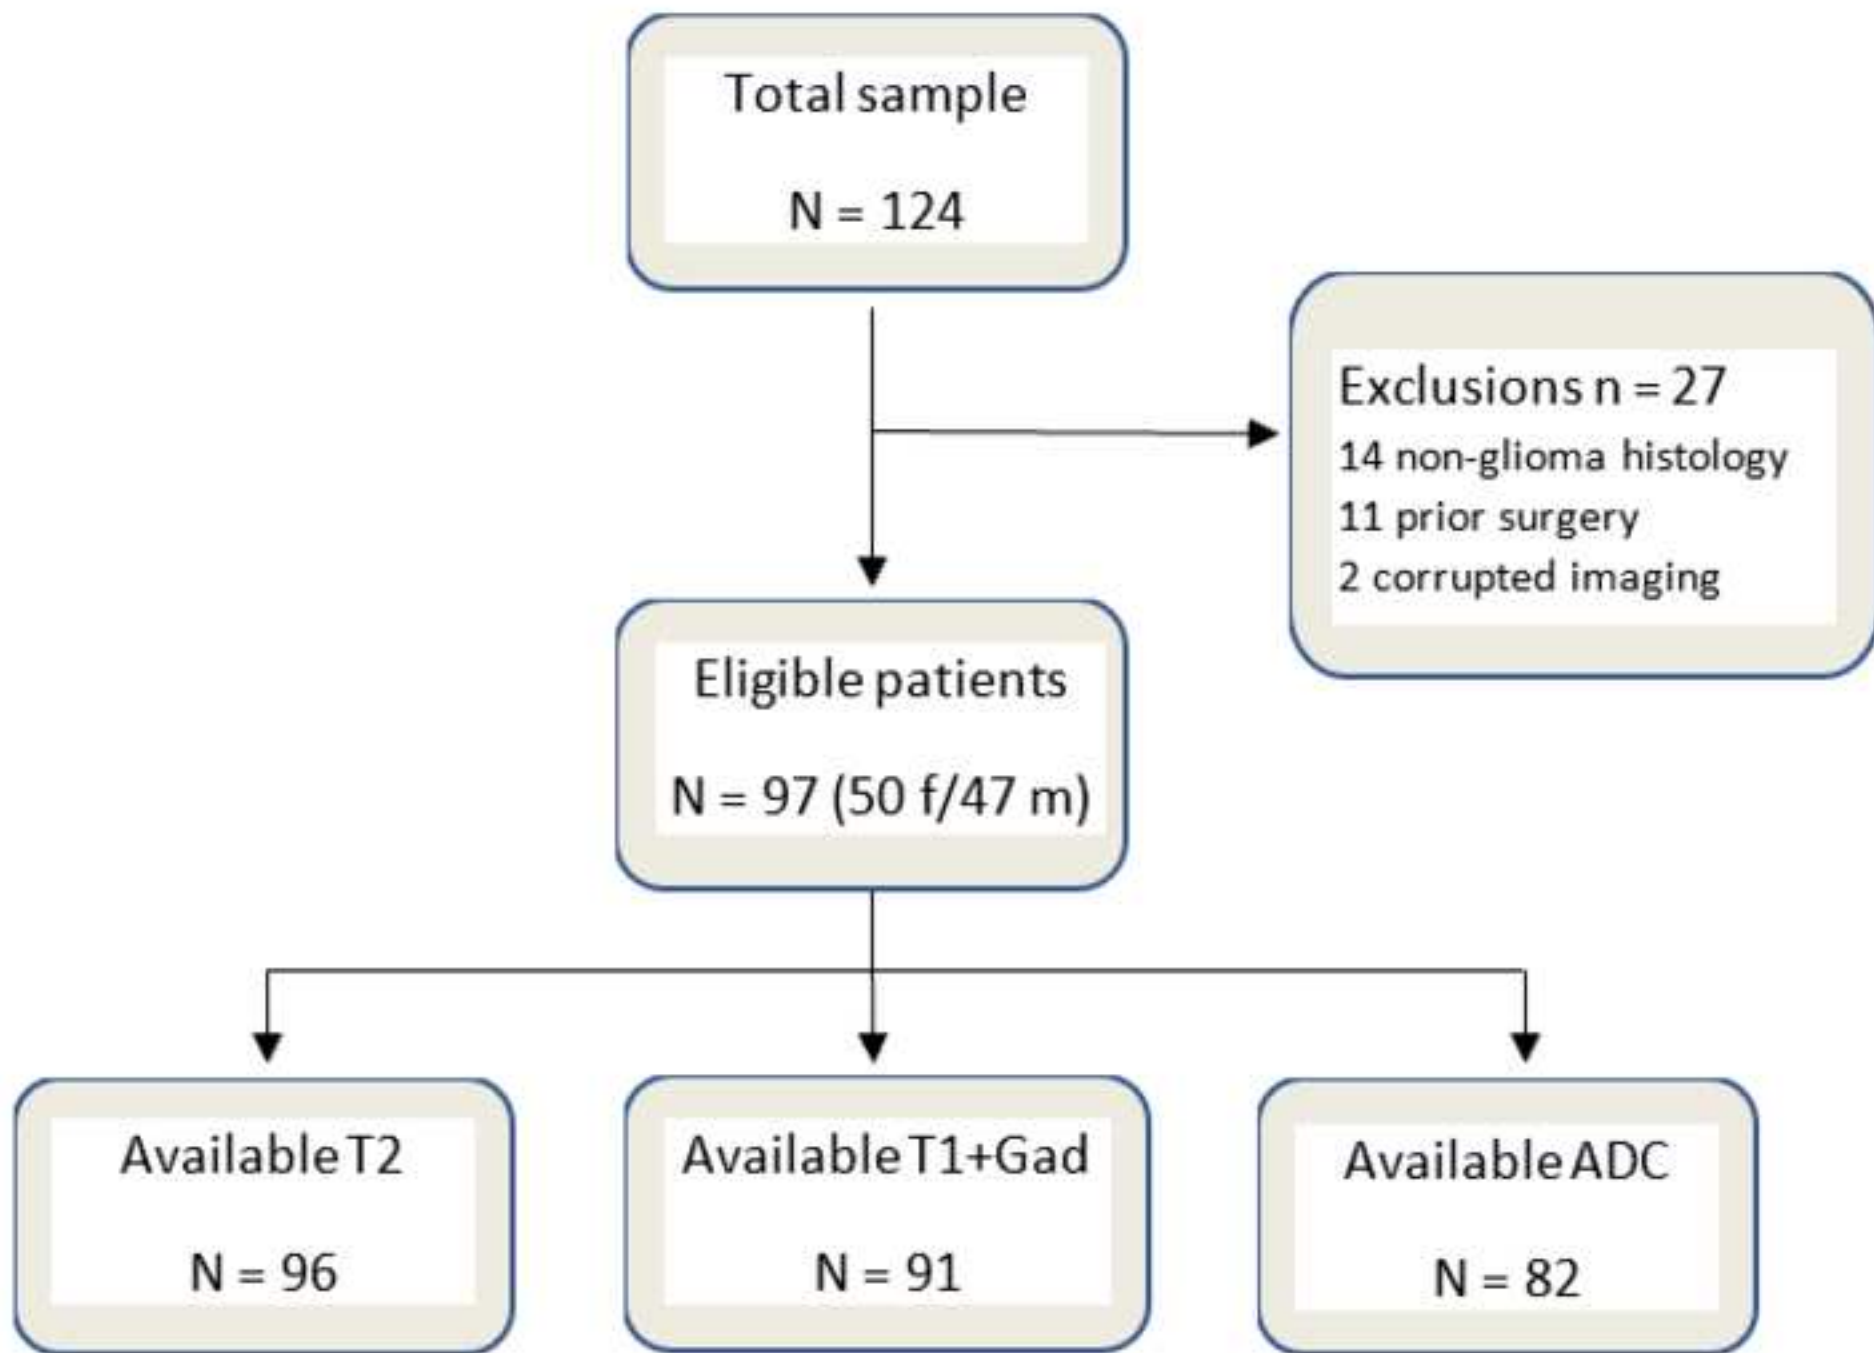 Total sample
N = 124
Exclusions n = 27
14 non-glioma histology
11 prior surgery
2 corrupted imaging
Eligible patients
N = 97 (50 f/47 m)
Available T2
N = 96
Available T1+Gad
N = 91
Available ADC
N = 82